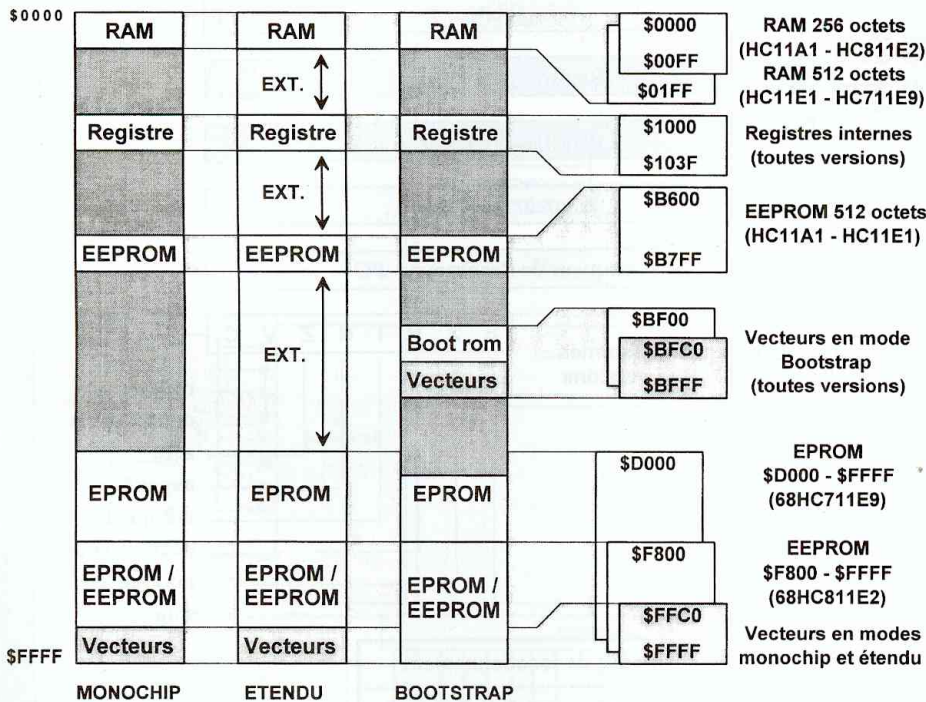 $0000
RAM
RAM
RAM
$0000
$00FF
$01FF
RAM 256 octets
(HC11A1 - HC811E2)
RAM 512 octets
(HC11E1 - HC711E9)
EXT.
Registre
Registre
Registre
$1000
$103F
Registres internes
(toutes versions)
EXT.
$B600
$B7FF
EEPROM 512 octets
(HC11A1 - HC11E1)
EEPROM
EEPROM
EEPROM
EXT.
Boot rom
Vecteurs
$BF00
$BFC0
$BFFF
Vecteurs en mode
Bootstrap
(toutes versions)
EPROM
EPROM
EPROM
$D000
EPROM
$D000 - $FFFF
(68HC711E9)
EPROM /
EEPROM
EPROM /
EEPROM
EPROM /
EEPROM
$F800
EEPROM
$F800 - $FFFF
(68HC811E2)
Vecteurs
Vecteurs
$FFC0
$FFFF
Vecteurs en modes
monochip et étendu
$FFFF
MONOCHIP
ETENDU
BOOTSTRAP